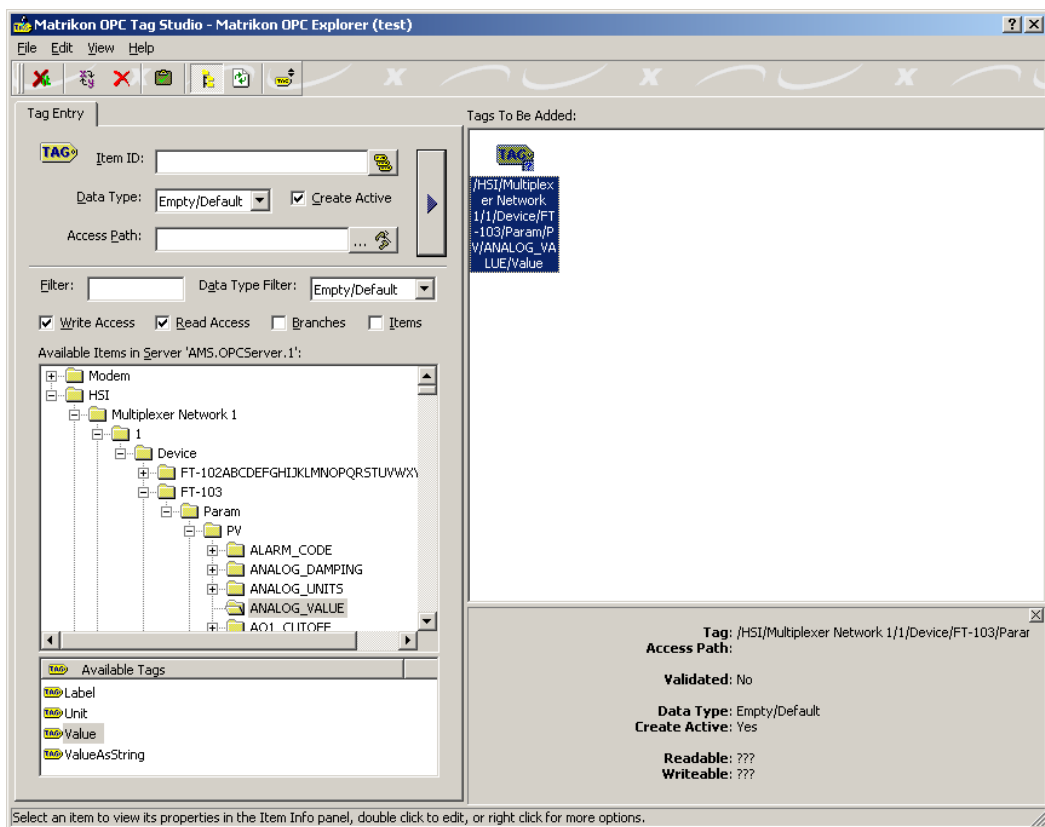 Matrikon OPC Tag Studio - Matrikon OPC Explorer (test)
File Edit View Help
Tag Entry
TAG
Item ID:
Data Type: Empty/Default Create Active
Access Path: ...
Filter: Data Type Filter: Empty/Default
Write Access Read Access Branches Items
Available Items in Server 'AMS.OPCServer.1':
Modem
HSI
Multiplexer Network 1
1
Device
FT-102ABCDEFGHIJKLMNOPQRSTUVWXY
FT-103
Param
PV
ALARM_CODE
ANALOG_DAMPING
ANALOG_UNITS
ANALOG_VALUE
AO1_CUTOFF
Available Tags
Label
Unit
Value
ValueAsString
Tags To Be Added:
TAG
/HSI/Multiplex
er Network
1/1/Device/FT
-103/Param/P
V/ANALOG_VA
LUE/Value
Tag: /HSI/Multiplexer Network 1/1/Device/FT-103/Parar
Access Path:
Validated: No
Data Type: Empty/Default
Create Active: Yes
Readable: ???
Writeable: ???
Select an item to view its properties in the Item Info panel, double click to edit, or right click for more options.